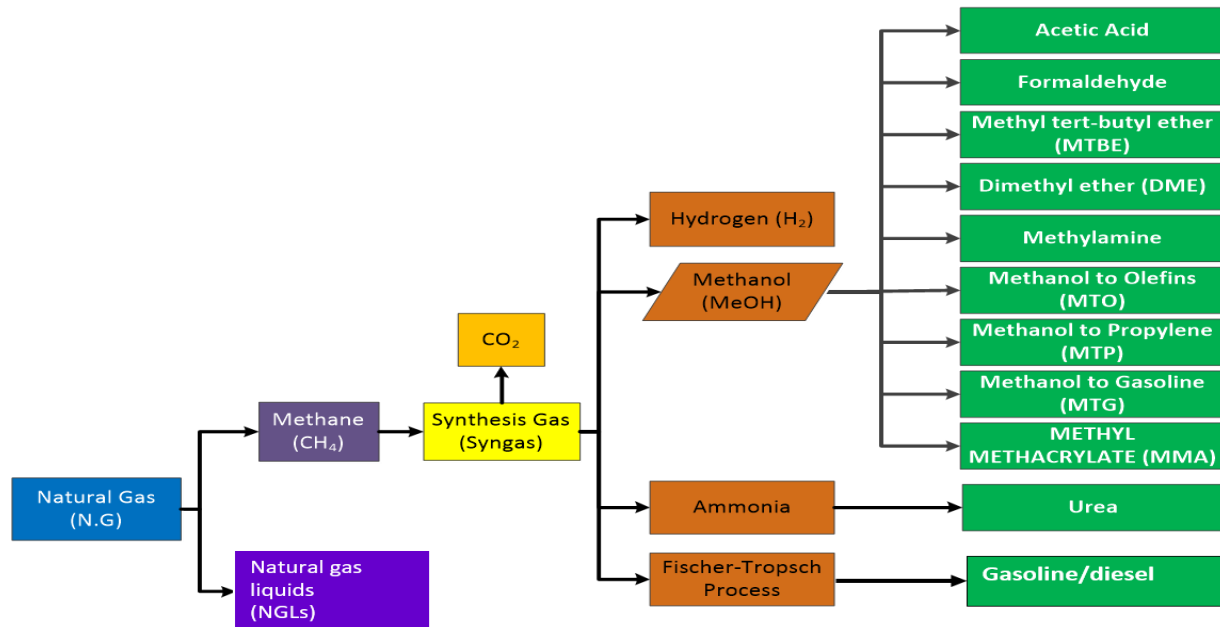 Acetic Acid
Formaldehyde
Methyl tert-butyl ether
(MTBE)
Dimethyl ether (DME)
Hydrogen (H₂)
Methylamine
Methanol
(MeOH)
Methanol to Olefins
(MTO)
CO₂
Methanol to Propylene
(MTP)
Methanol to Gasoline
(MTG)
Methane
(CH₄)
Synthesis Gas
(Syngas)
METHYL
METHACRYLATE (MMA)
Natural Gas
(N.G)
Ammonia
Urea
Natural gas
liquids
(NGLs)
Fischer-Tropsch
Process
Gasoline/diesel